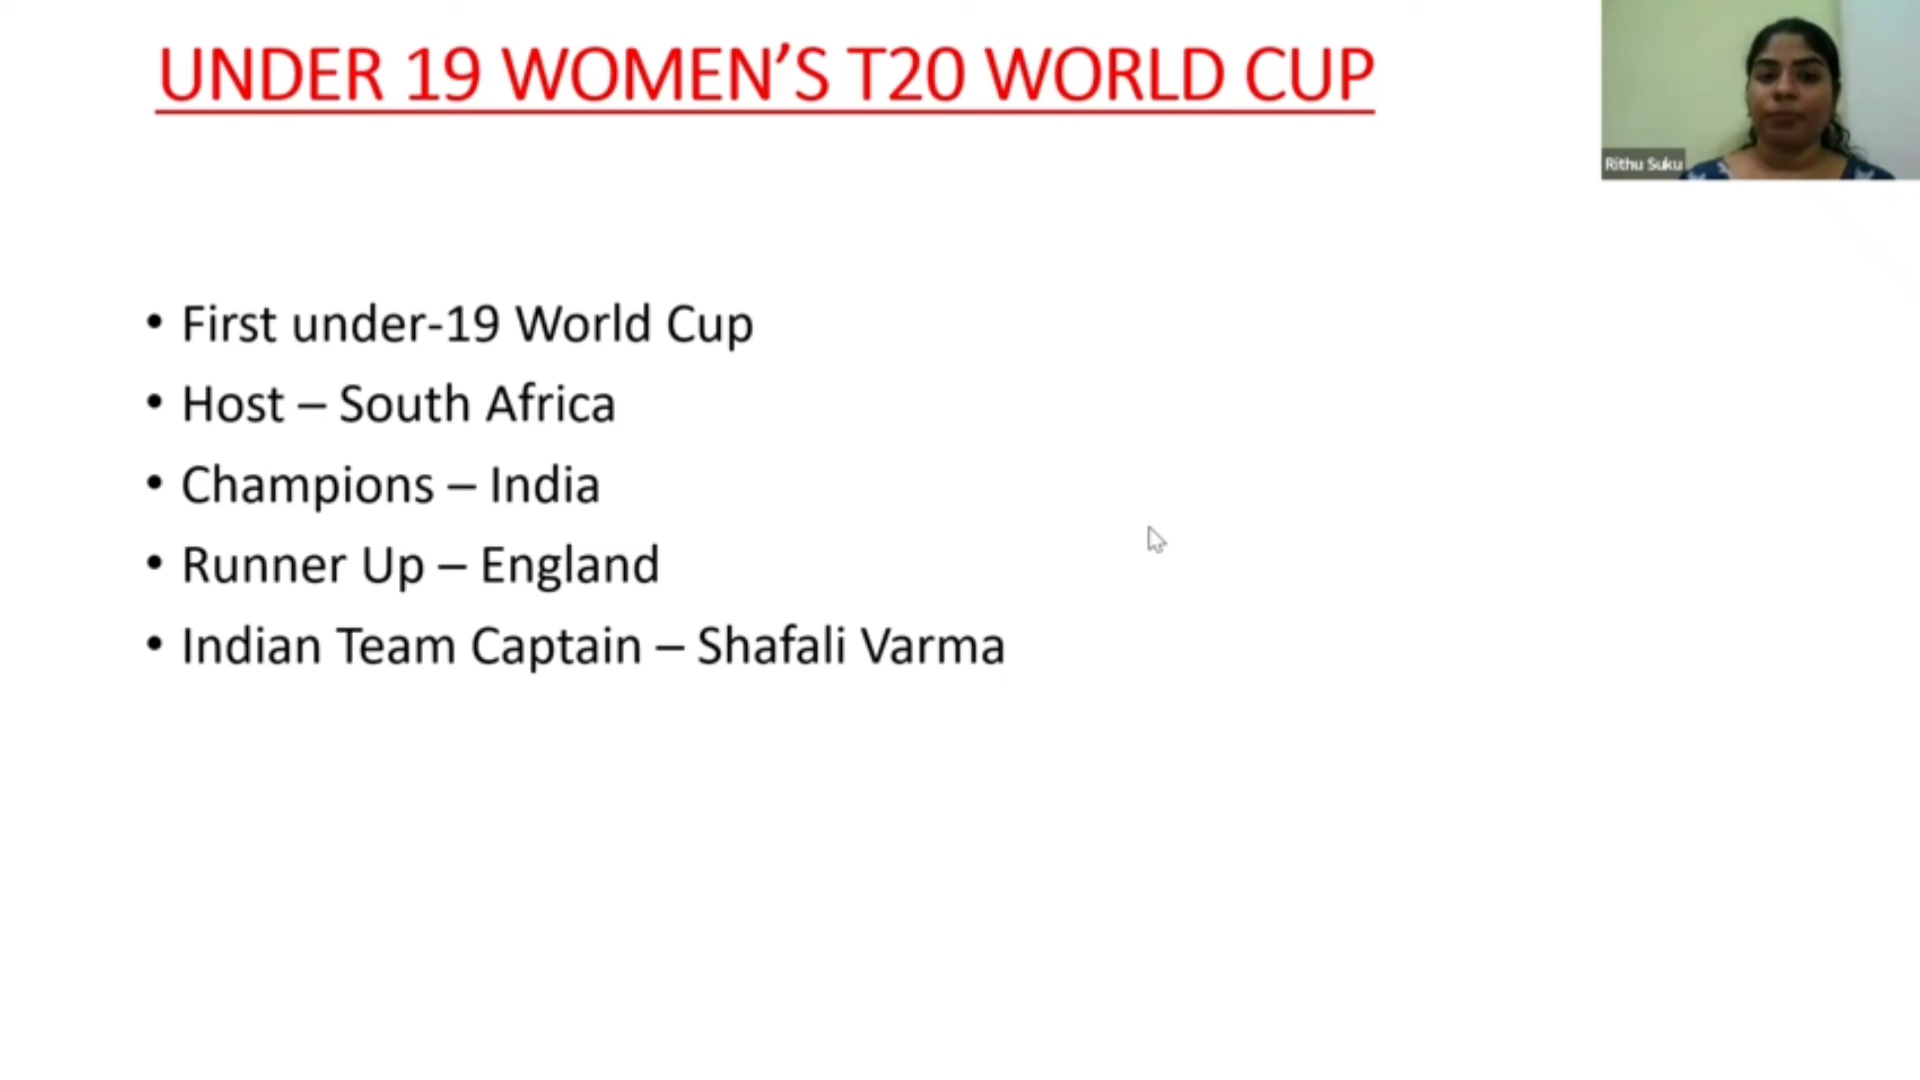 UNDER 19 WOMEN’S T20 WORLD CUP
Rithu Suku
• First under-19 World Cup
• Host – South Africa
• Champions – India
• Runner Up – England
• Indian Team Captain – Shafali Varma